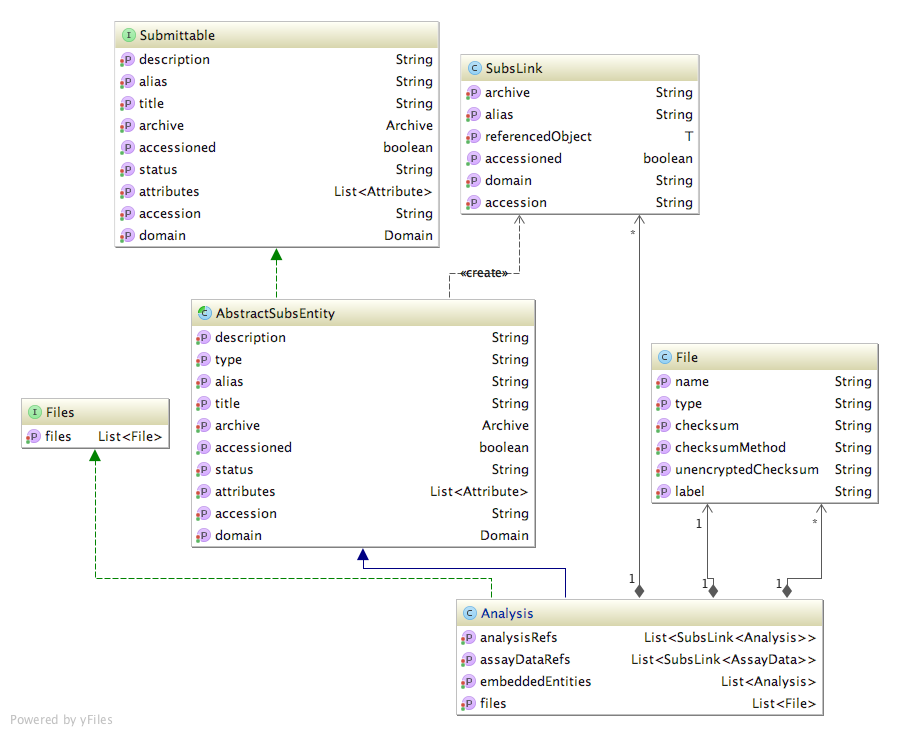 I Submittable
P description String
P alias String
P title String
P archive Archive
P accessioned boolean
P status String
P attributes List<Attribute>
P accession String
P domain Domain
C SubsLink
P archive String
P alias String
P referencedObject T
P accessioned boolean
P domain String
P accession String
*
«create»
C AbstractSubsEntity
P description String
P type String
P alias String
P title String
P archive Archive
P accessioned boolean
P status String
P attributes List<Attribute>
P accession String
P domain Domain
I Files
P files List<File>
C File
P name String
P type String
P checksum String
P checksumMethod String
P unencryptedChecksum String
P label String
1 *
1 1 1
C Analysis
P analysisRefs List<SubsLink<Analysis>>
P assayDataRefs List<SubsLink<AssayData>>
P embeddedEntities List<Analysis>
P files List<File>
Powered by yFiles